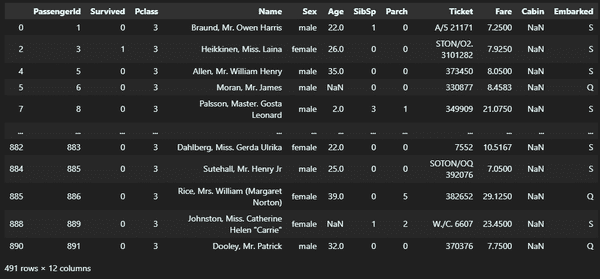 PassengerId Survived Pclass Name Sex Age SibSp Parch Ticket Fare Cabin Embarked
0 1 0 3 Braund, Mr. Owen Harris male 22.0 1 0 A/S 21171 7.2500 NaN S
2 3 1 3 Heikkinen, Miss. Laina female 26.0 0 0 STON/O2. 3101282 7.9250 NaN S
4 5 0 3 Allen, Mr. William Henry male 35.0 0 0 373450 8.0500 NaN S
5 6 0 3 Moran, Mr. James male NaN 0 0 330877 8.4583 NaN Q
7 8 0 3 Palsson, Master. Gosta Leonard male 2.0 3 1 349909 21.0750 NaN S
... ... ... ... ... ... ... ... ... ... ... ... ...
882 883 0 3 Dahlberg, Miss. Gerda Ulrika female 22.0 0 0 7552 10.5167 NaN S
884 885 0 3 Sutehall, Mr. Henry Jr male 25.0 0 0 SOTON/OQ 392076 7.0500 NaN S
885 886 0 3 Rice, Mrs. William (Margaret Norton) female 39.0 0 5 382652 29.1250 NaN Q
888 889 0 3 Johnston, Miss. Catherine Helen "Carrie" female NaN 1 2 W./C. 6607 23.4500 NaN S
890 891 0 3 Dooley, Mr. Patrick male 32.0 0 0 370376 7.7500 NaN Q
491 rows × 12 columns